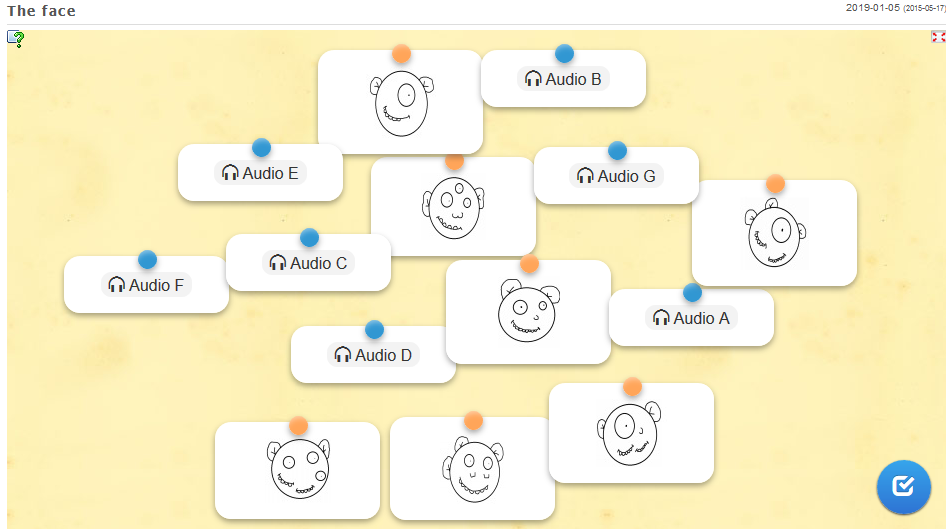 The face
2019-01-05 (2015-05-17)
Audio B
Audio E
Audio G
Audio C
Audio F
Audio A
Audio D